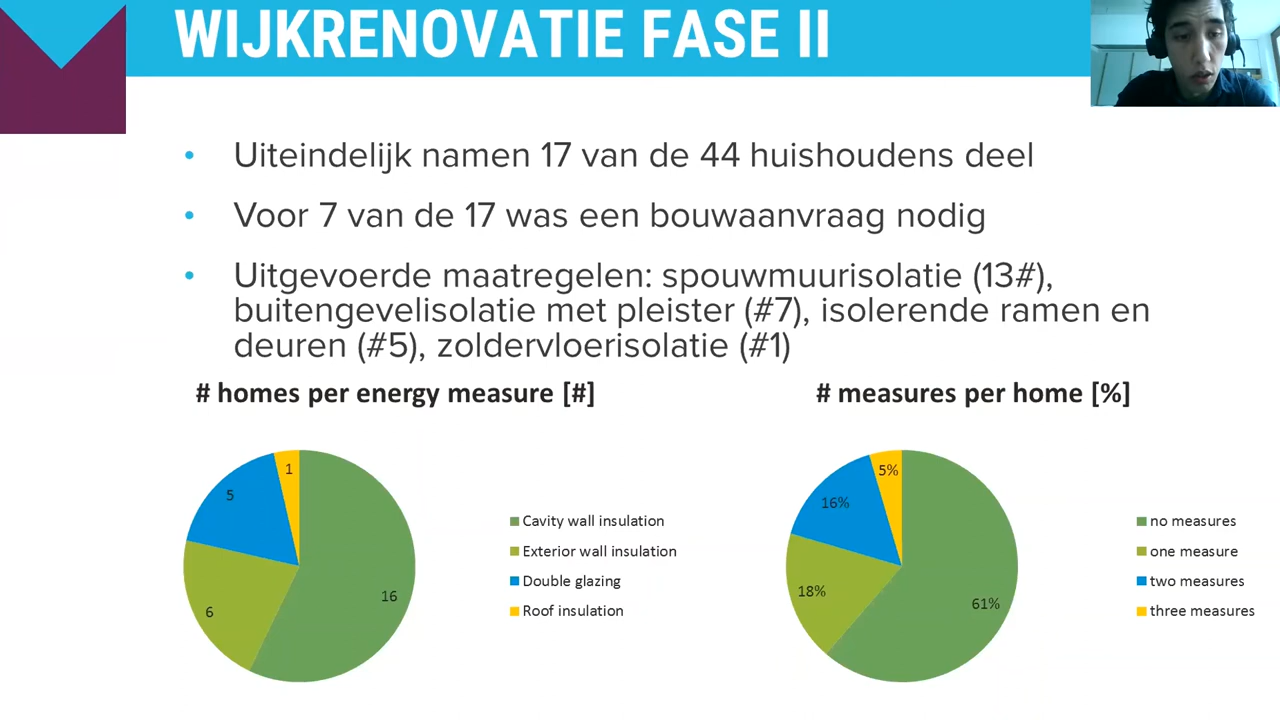 WIJKRENOVATIE FASE II
• Uiteindelijk namen 17 van de 44 huishoudens deel
• Voor 7 van de 17 was een bouwaanvraag nodig
• Uitgevoerde maatregelen: spouwmuurisolatie (13#),
buitengevelisolatie met pleister (#7), isolerende ramen en
deuren (#5), zoldervloerisolatie (#1)
# homes per energy measure [#]
1
5
6
16
Cavity wall insulation
Exterior wall insulation
Double glazing
Roof insulation
# measures per home [%]
5%
16%
18%
61%
no measures
one measure
two measures
three measures